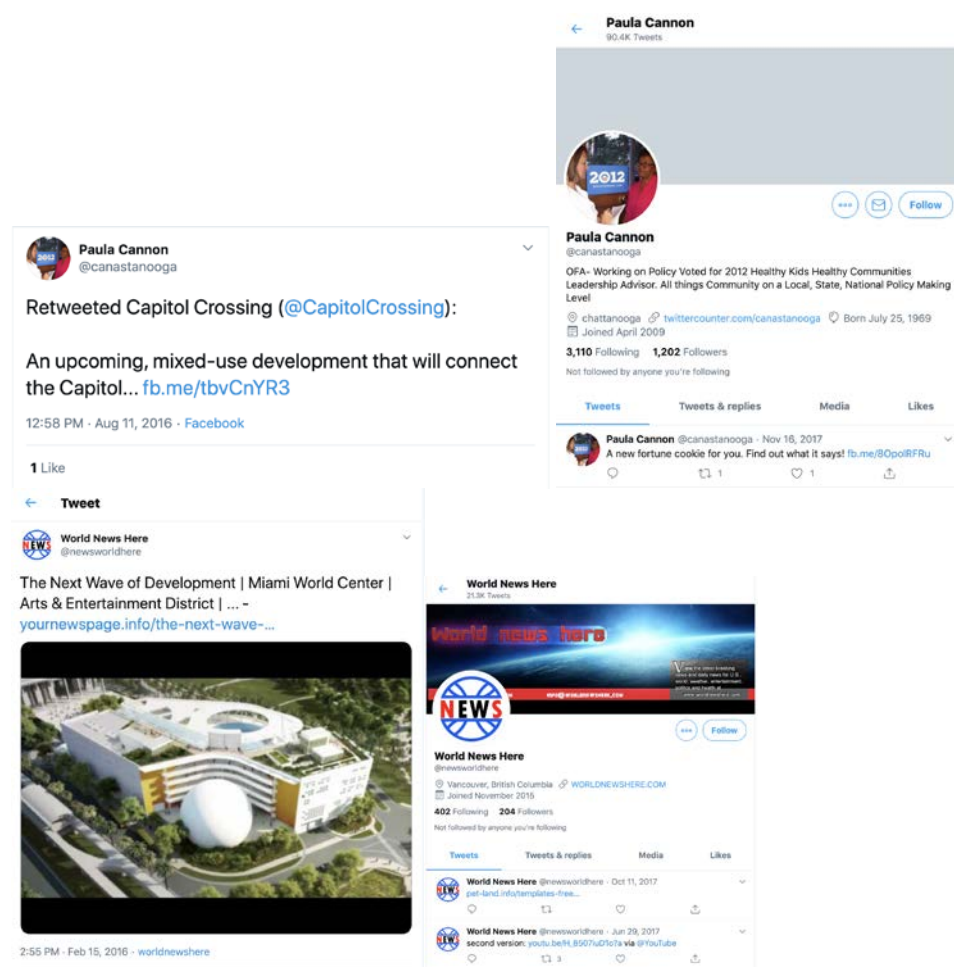 Paula Cannon
90.4K Tweets
2012
Follow
Paula Cannon
@canastanooga
OFA- Working on Policy Voted for 2012 Healthy Kids Healthy Communities
Leadership Advisor. All things Community on a Local, State, National Policy Making
Level
chattanooga twittercounter.com/canastanooga Born July 25, 1969
Joined April 2009
3,110 Following 1,202 Followers
Not followed by anyone you're following
Tweets Tweets & replies Media Likes
Paula Cannon @canastanooga · Nov 16, 2017
A new fortune cookie for you. Find out what it says! fb.me/8OpolRFRu
1 1
Paula Cannon
@canastanooga
Retweeted Capitol Crossing (@CapitolCrossing):
An upcoming, mixed-use development that will connect
the Capitol... fb.me/tbvCnYR3
12:58 PM · Aug 11, 2016 · Facebook
1 Like
Tweet
NEWS
World News Here
@newsworldhere
The Next Wave of Development | Miami World Center |
Arts & Entertainment District | ... -
yournewspage.info/the-next-wave-...
2:55 PM · Feb 15, 2016 · worldnewshere
World News Here
21.3K Tweets
World news here
INFO@WORLDNEWSHERE.COM
NEWS
Follow
World News Here
@newsworldhere
Vancouver, British Columbia WORLDNEWSHERE.COM
Joined November 2015
402 Following 204 Followers
Not followed by anyone you're following
Tweets Tweets & replies Media Likes
NEWS
World News Here @newsworldhere · Oct 11, 2017
pet-land.info/templates-free...
NEWS
World News Here @newsworldhere · Jun 29, 2017
second version: via @YouTube
3